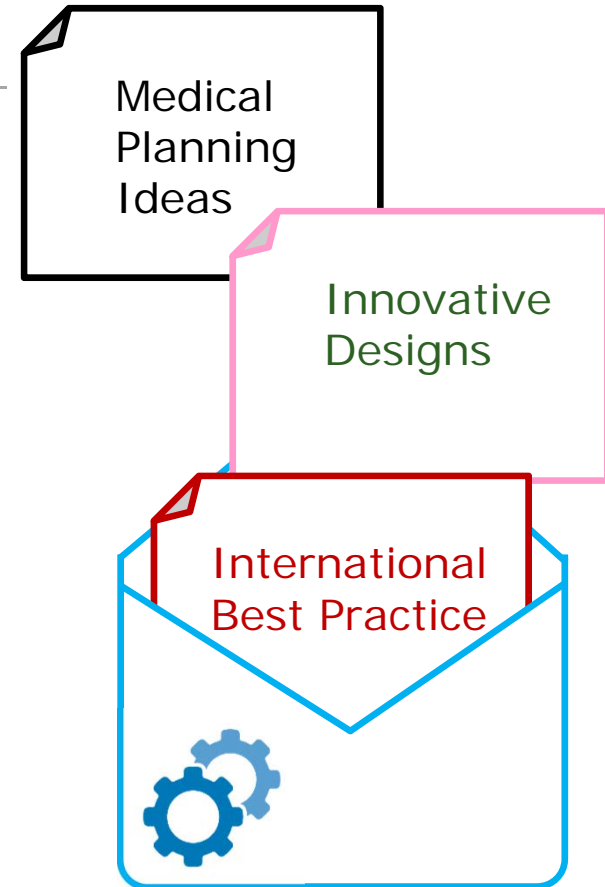 Medical
Planning
Ideas
Innovative
Designs
International
Best Practice